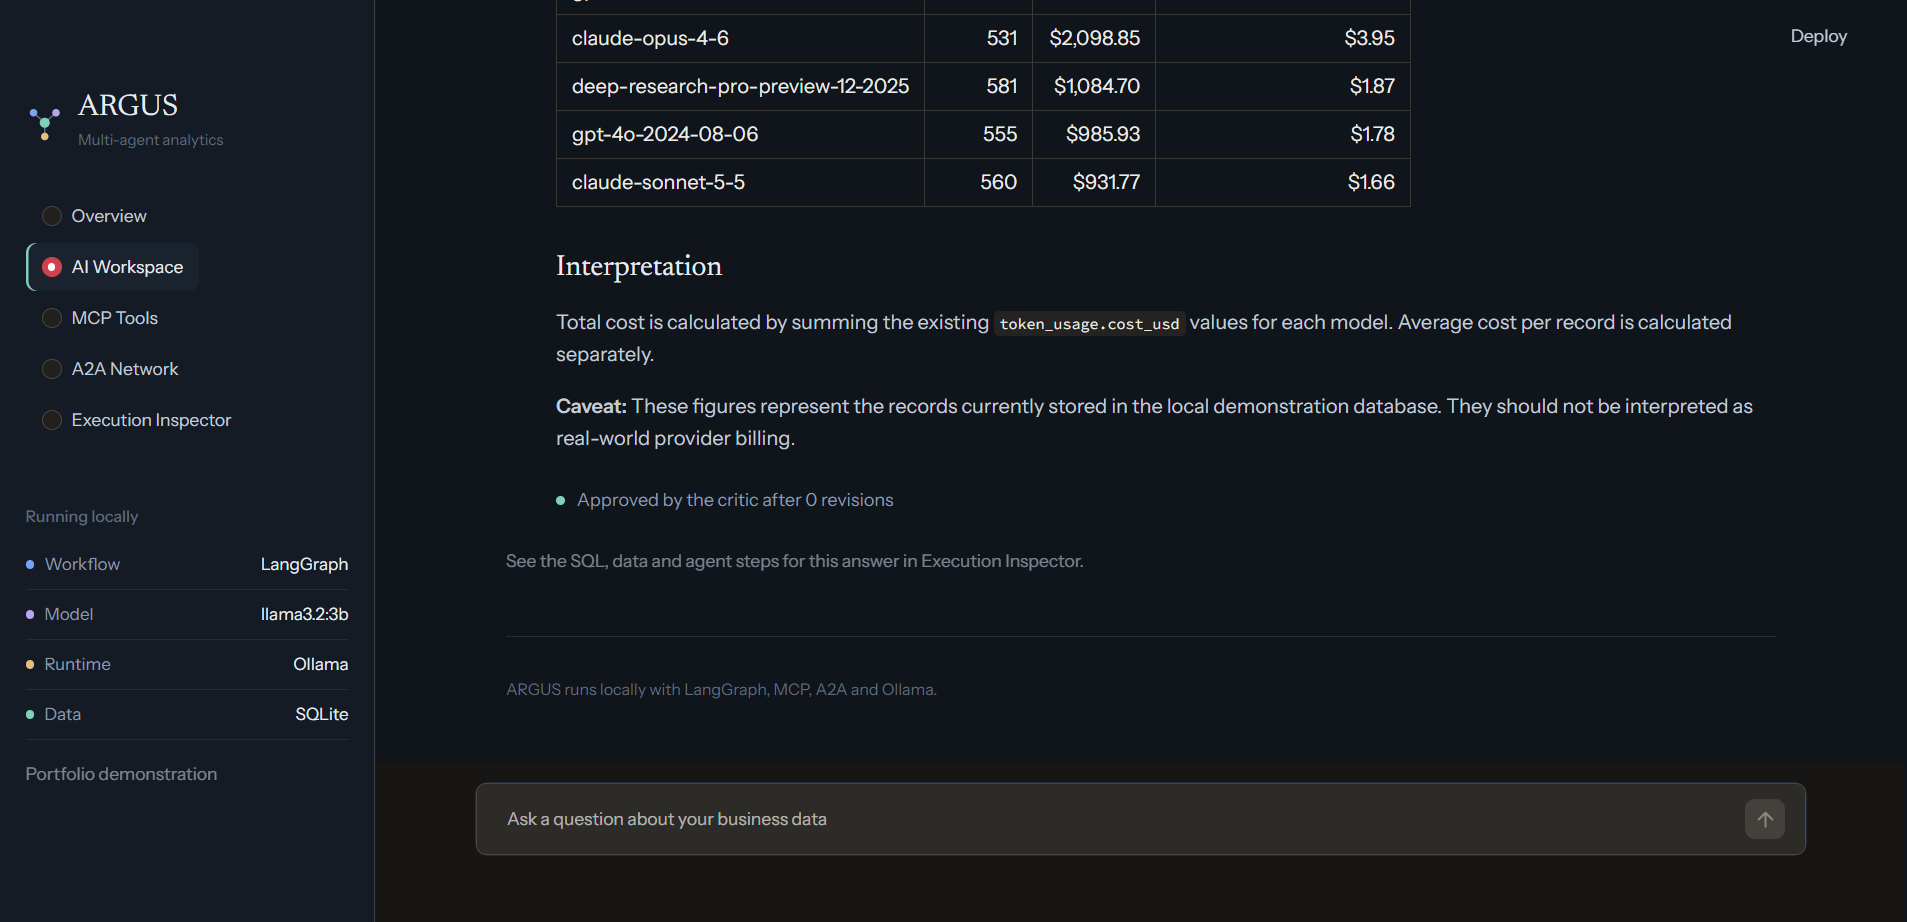 ARGUS
Multi-agent analytics
Overview
AI Workspace
MCP Tools
A2A Network
Execution Inspector
Running locally
Workflow LangGraph
Model llama3.2:3b
Runtime Ollama
Data SQLite
Portfolio demonstration
Deploy
claude-opus-4-6 531 $2,098.85 $3.95
deep-research-pro-preview-12-2025 581 $1,084.70 $1.87
gpt-4o-2024-08-06 555 $985.93 $1.78
claude-sonnet-5-5 560 $931.77 $1.66
Interpretation
Total cost is calculated by summing the existing token_usage.cost_usd values for each model. Average cost per record is calculated
separately.
Caveat: These figures represent the records currently stored in the local demonstration database. They should not be interpreted as
real-world provider billing.
Approved by the critic after 0 revisions
See the SQL, data and agent steps for this answer in Execution Inspector.
ARGUS runs locally with LangGraph, MCP, A2A and Ollama.
Ask a question about your business data